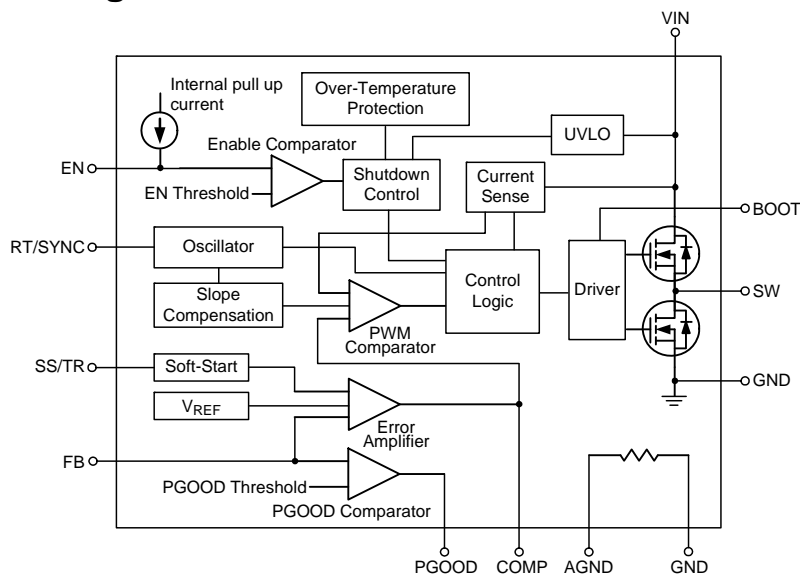 VIN
Internal pull up
current
Over-Temperature
Protection
Enable Comparator
UVLO
EN
EN Threshold
Shutdown
Control
Current
Sense
BOOT
RT/SYNC
Oscillator
Slope
Compensation
PWM
Comparator
Control
Logic
Driver
SW
SS/TR
Soft-Start
VREF
Error
Amplifier
GND
FB
PGOOD Threshold
PGOOD Comparator
PGOOD
COMP
AGND
GND